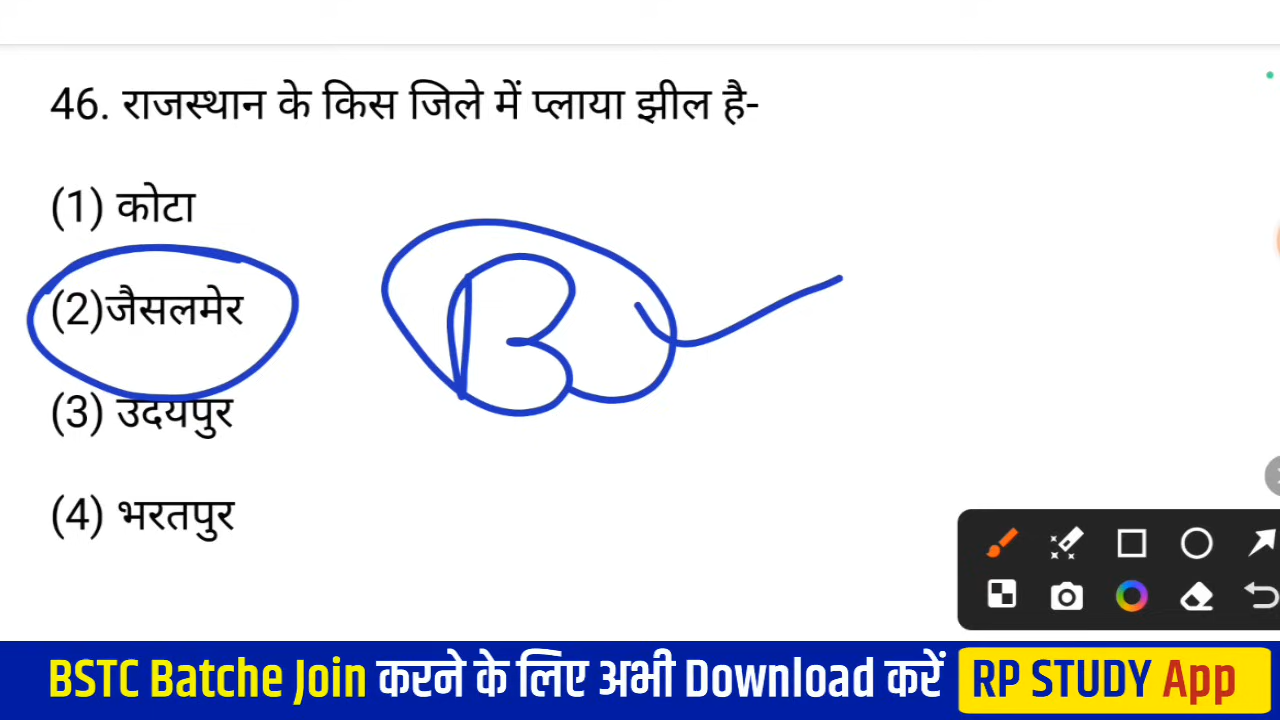 46. राजस्थान के किस जिले में प्लाया झील है-
(1) कोटा
(2)जैसलमेर
B
(3) उदयपुर
(4) भरतपुर
BSTC Batche Join करने के लिए अभी Download करें RP STUDY App